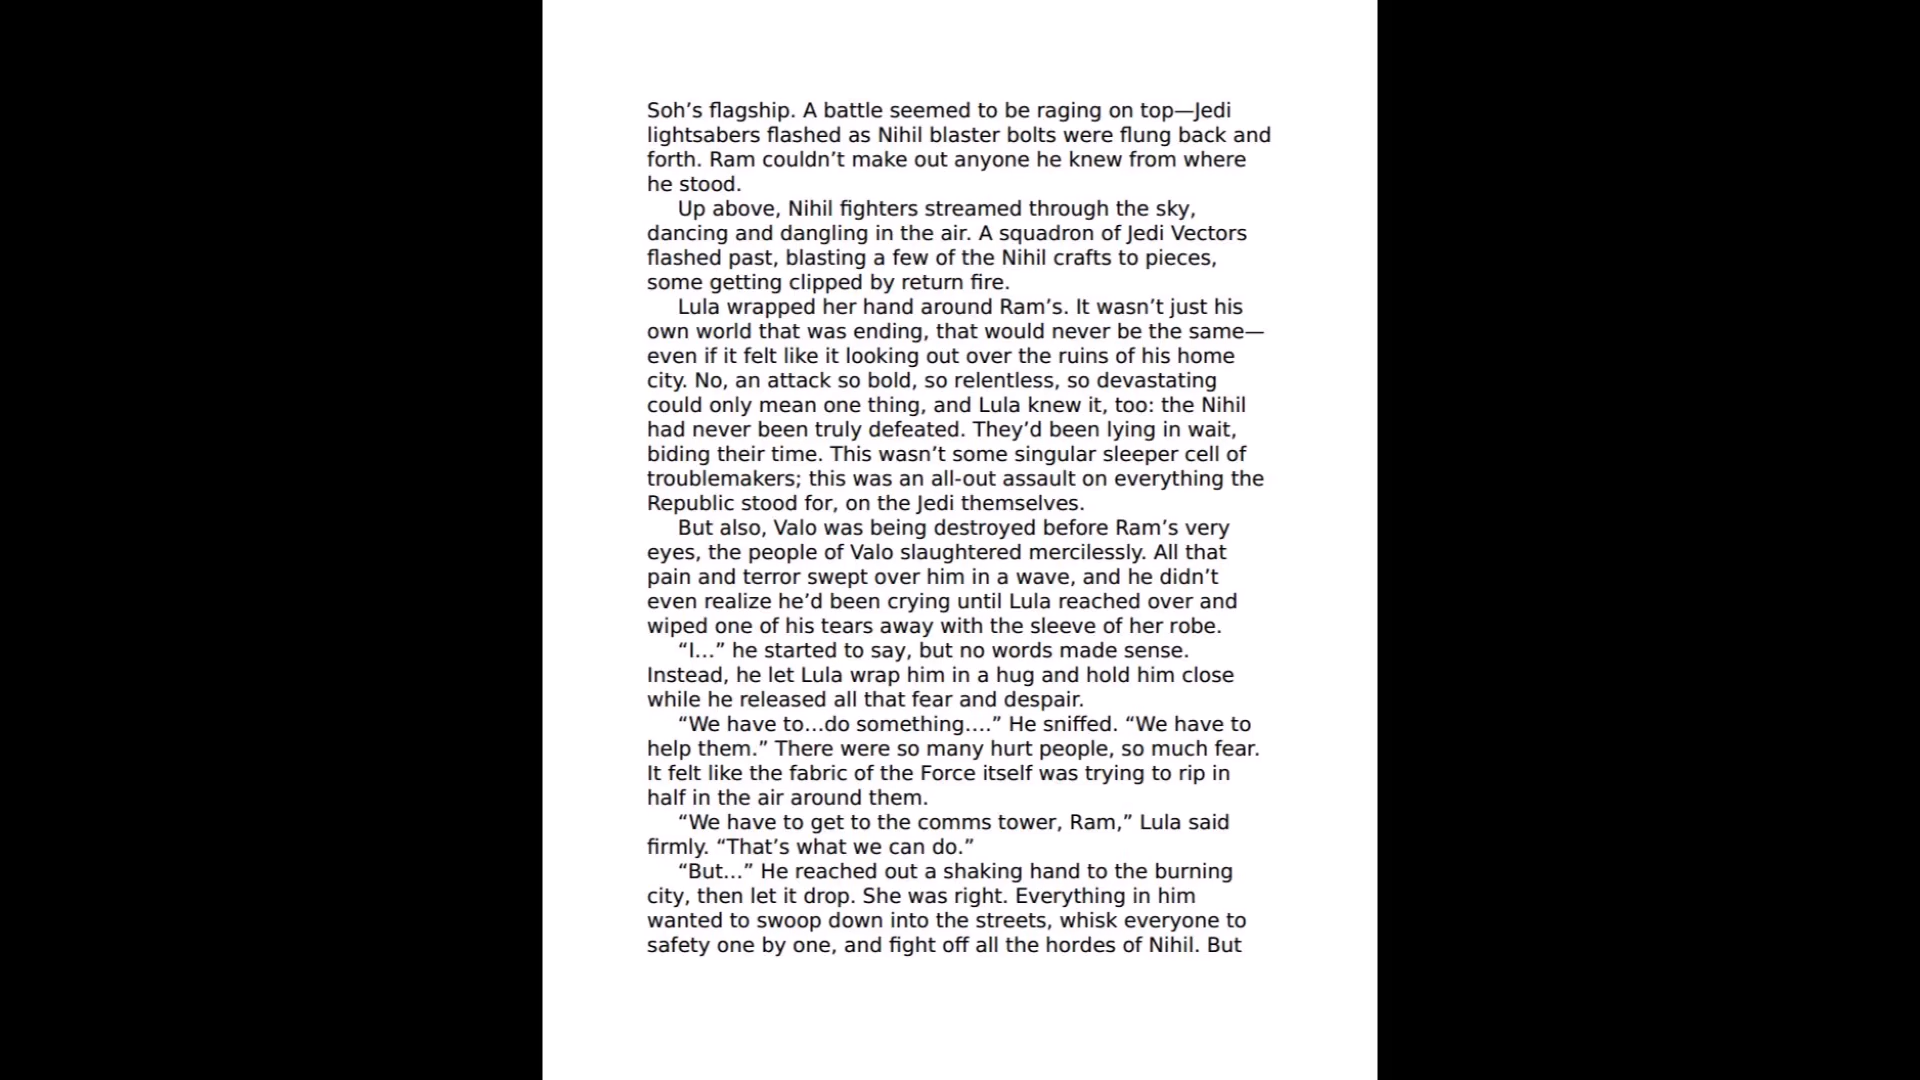 Soh’s flagship. A battle seemed to be raging on top—Jedi
lightsabers flashed as Nihil blaster bolts were flung back and
forth. Ram couldn’t make out anyone he knew from where
he stood.
Up above, Nihil fighters streamed through the sky,
dancing and dangling in the air. A squadron of Jedi Vectors
flashed past, blasting a few of the Nihil crafts to pieces,
some getting clipped by return fire.
Lula wrapped her hand around Ram’s. It wasn’t just his
own world that was ending, that would never be the same—
even if it felt like it looking out over the ruins of his home
city. No, an attack so bold, so relentless, so devastating
could only mean one thing, and Lula knew it, too: the Nihil
had never been truly defeated. They’d been lying in wait,
biding their time. This wasn’t some singular sleeper cell of
troublemakers; this was an all-out assault on everything the
Republic stood for, on the Jedi themselves.
But also, Valo was being destroyed before Ram’s very
eyes, the people of Valo slaughtered mercilessly. All that
pain and terror swept over him in a wave, and he didn’t
even realize he’d been crying until Lula reached over and
wiped one of his tears away with the sleeve of her robe.
“I…” he started to say, but no words made sense.
Instead, he let Lula wrap him in a hug and hold him close
while he released all that fear and despair.
“We have to…do something….” He sniffed. “We have to
help them.” There were so many hurt people, so much fear.
It felt like the fabric of the Force itself was trying to rip in
half in the air around them.
“We have to get to the comms tower, Ram,” Lula said
firmly. “That’s what we can do.”
“But…” He reached out a shaking hand to the burning
city, then let it drop. She was right. Everything in him
wanted to swoop down into the streets, whisk everyone to
safety one by one, and fight off all the hordes of Nihil. But